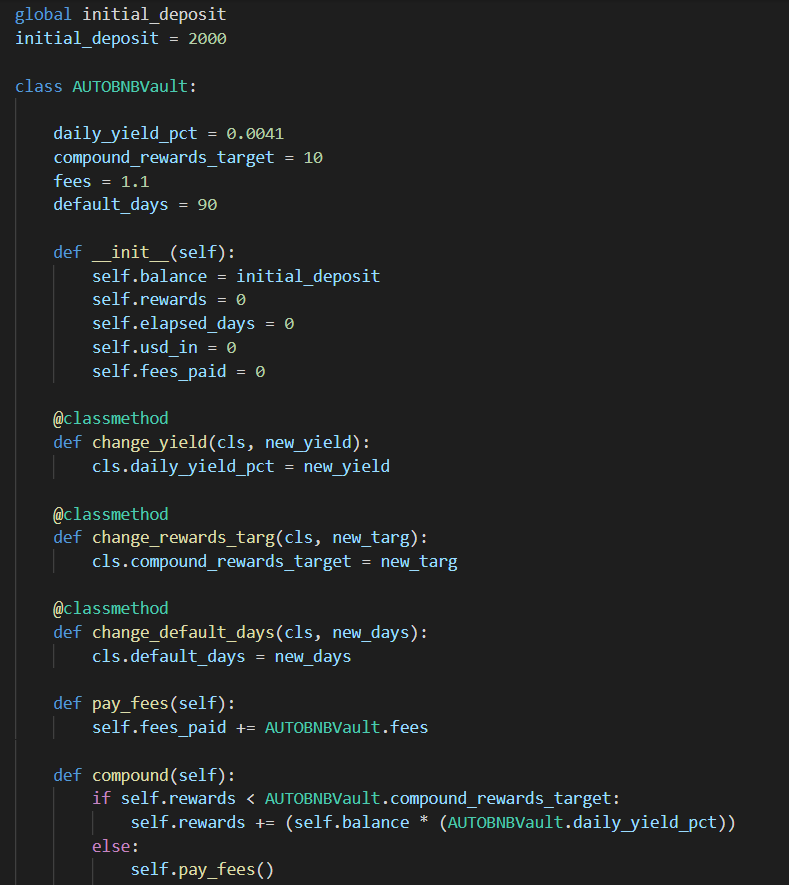 global initial_deposit
initial_deposit = 2000

class AUTOBNBVault:

    daily_yield_pct = 0.0041
    compound_rewards_target = 10
    fees = 1.1
    default_days = 90

    def __init__(self):
        self.balance = initial_deposit
        self.rewards = 0
        self.elapsed_days = 0
        self.usd_in = 0
        self.fees_paid = 0

    @classmethod
    def change_yield(cls, new_yield):
        cls.daily_yield_pct = new_yield

    @classmethod
    def change_rewards_targ(cls, new_targ):
        cls.compound_rewards_target = new_targ

    @classmethod
    def change_default_days(cls, new_days):
        cls.default_days = new_days

    def pay_fees(self):
        self.fees_paid += AUTOBNBVault.fees

    def compound(self):
        if self.rewards < AUTOBNBVault.compound_rewards_target:
            self.rewards += (self.balance * (AUTOBNBVault.daily_yield_pct))
        else:
            self.pay_fees()